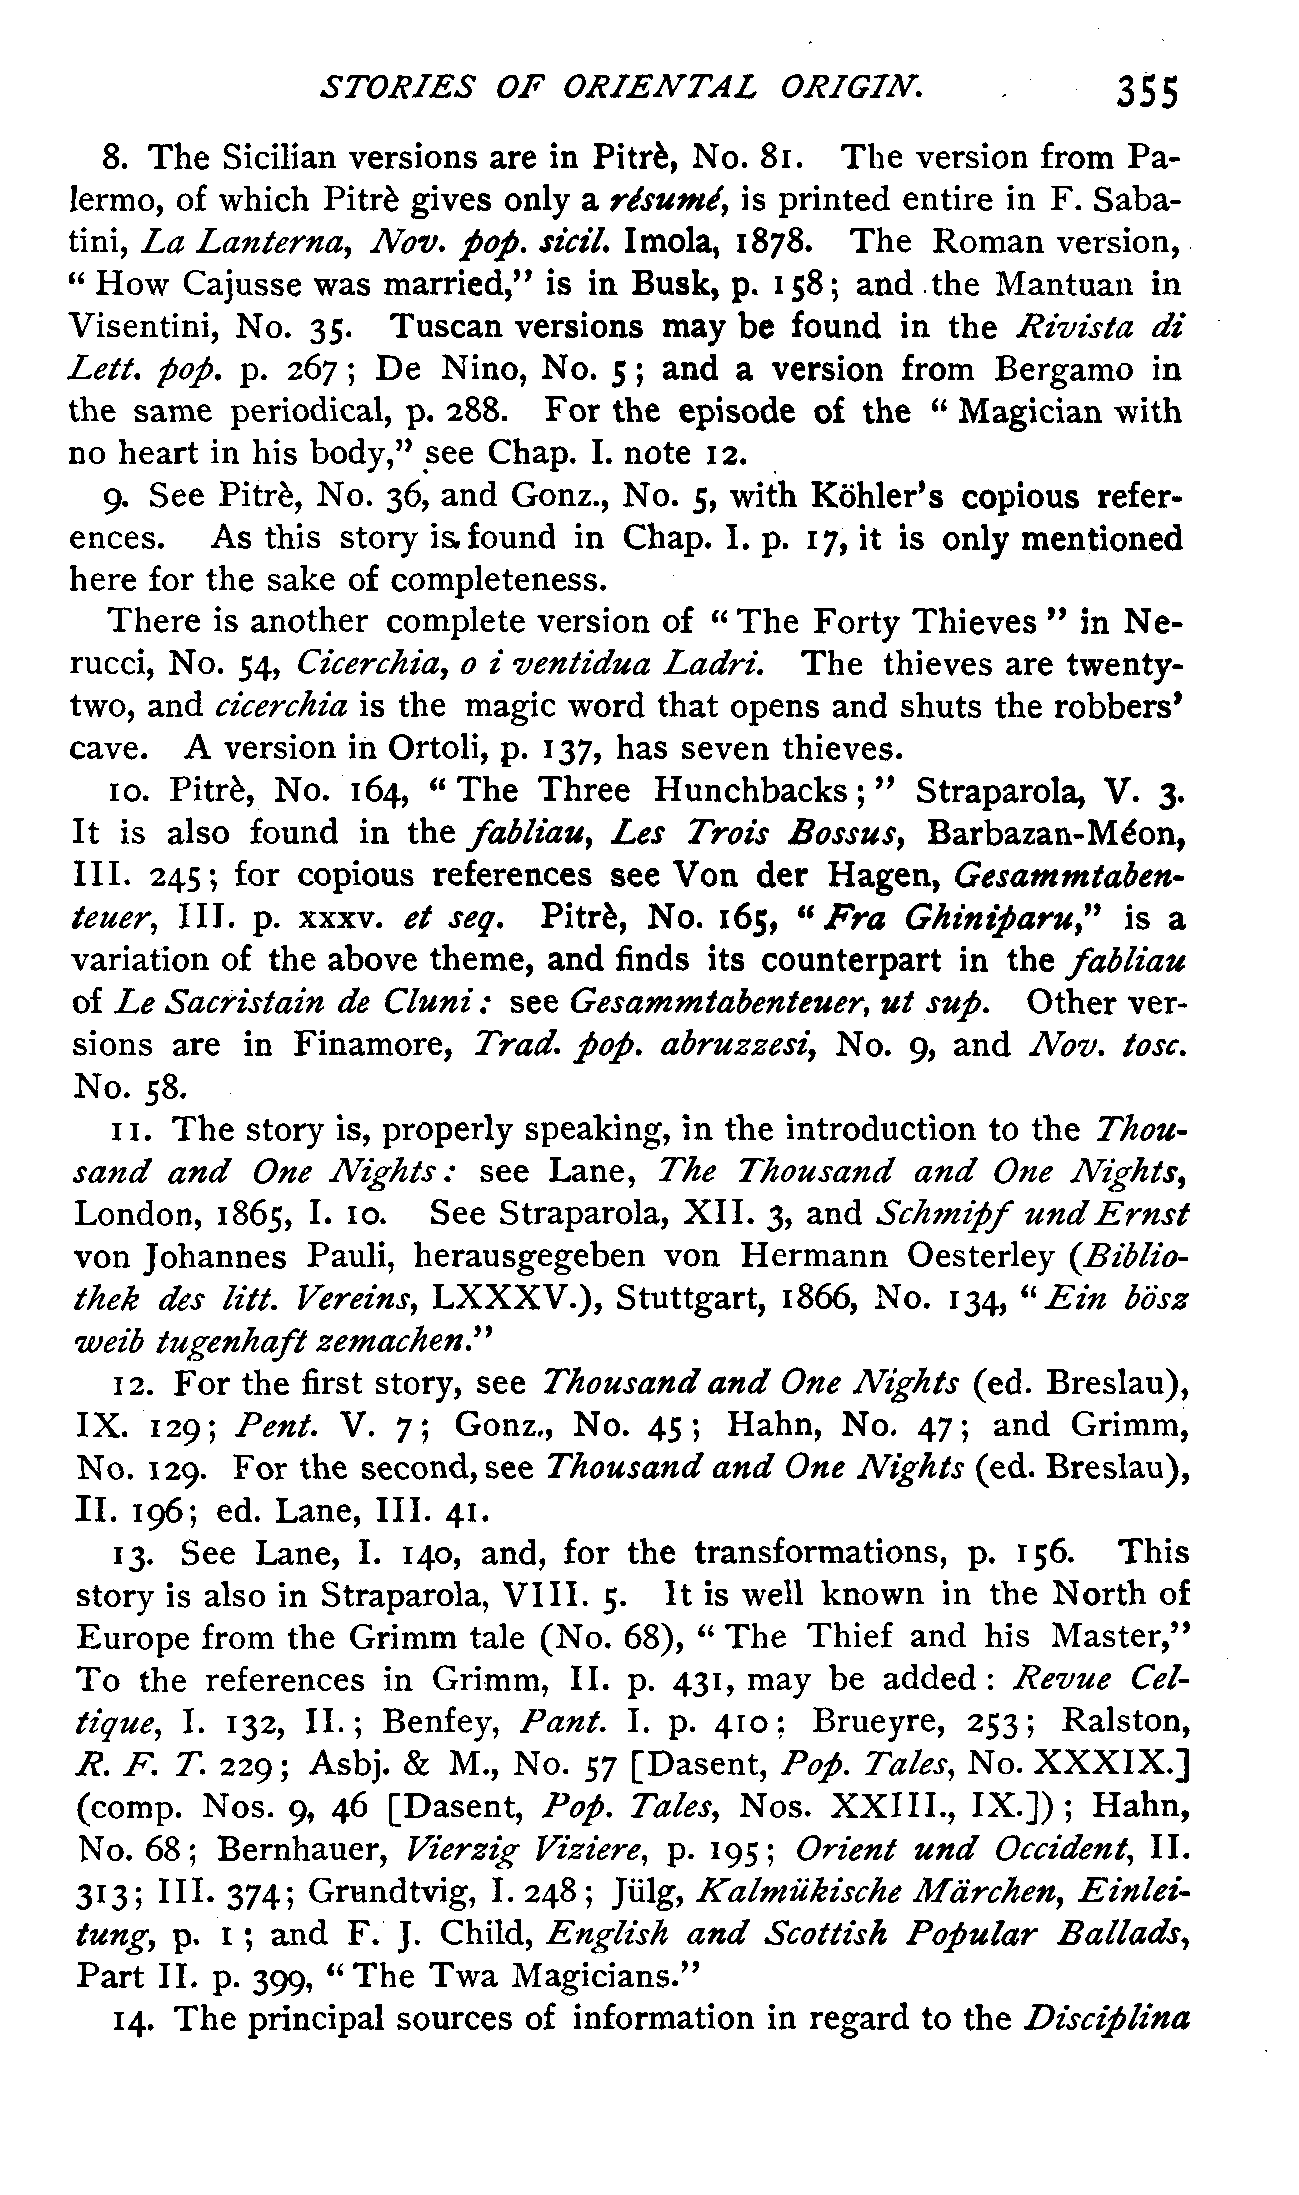 STORIES OF ORIENTAL ORIGIN. 355
8. The Sicilian versions are in Pitrè, No. 81. The version from Pa-
lermo, of which Pitrè gives only a résumé, is printed entire in F. Saba-
tini, La Lanterna, Nov. pop. sicil. Imola, 1878. The Roman version,
“ How Cajusse was married,” is in Busk, p. 158 ; and the Mantuan in
Visentini, No. 35. Tuscan versions may be found in the Rivista di
Lett. pop. p. 267 ; De Nino, No. 5 ; and a version from Bergamo in
the same periodical, p. 288. For the episode of the “ Magician with
no heart in his body,” see Chap. I. note 12.
9. See Pitrè, No. 36, and Gonz., No. 5, with Köhler’s copious refer-
ences. As this story is found in Chap. I. p. 17, it is only mentioned
here for the sake of completeness.
There is another complete version of “ The Forty Thieves ” in Ne-
rucci, No. 54, Cicerchia, o i ventidua Ladri. The thieves are twenty-
two, and cicerchia is the magic word that opens and shuts the robbers’
cave. A version in Ortoli, p. 137, has seven thieves.
10. Pitrè, No. 164, “ The Three Hunchbacks ; ” Straparola, V. 3.
It is also found in the fabliau, Les Trois Bossus, Barbazan-Méon,
III. 245 ; for copious references see Von der Hagen, Gesammtaben-
teuer, III. p. xxxv. et seq. Pitrè, No. 165, “ Fra Ghiniparu,” is a
variation of the above theme, and finds its counterpart in the fabliau
of Le Sacristain de Cluni : see Gesammtabenteuer, ut sup. Other ver-
sions are in Finamore, Trad. pop. abruzzesi, No. 9, and Nov. tosc.
No. 58.
11. The story is, properly speaking, in the introduction to the Thou-
sand and One Nights : see Lane, The Thousand and One Nights,
London, 1865, I. 10. See Straparola, XII. 3, and Schmipf und Ernst
von Johannes Pauli, herausgegeben von Hermann Oesterley (Biblio-
thek des litt. Vereins, LXXXV.), Stuttgart, 1866, No. 134, “ Ein bösz
weib tugenhaft zemachen.”
12. For the first story, see Thousand and One Nights (ed. Breslau),
IX. 129 ; Pent. V. 7 ; Gonz., No. 45 ; Hahn, No. 47 ; and Grimm,
No. 129. For the second, see Thousand and One Nights (ed. Breslau),
II. 196 ; ed. Lane, III. 41.
13. See Lane, I. 140, and, for the transformations, p. 156. This
story is also in Straparola, VIII. 5. It is well known in the North of
Europe from the Grimm tale (No. 68), “ The Thief and his Master,”
To the references in Grimm, II. p. 431, may be added : Revue Cel-
tique, I. 132, II. ; Benfey, Pant. I. p. 410 ; Brueyre, 253 ; Ralston,
R. F. T. 229 ; Asbj. & M., No. 57 [Dasent, Pop. Tales, No. XXXIX.]
(comp. Nos. 9, 46 [Dasent, Pop. Tales, Nos. XXIII., IX.]) ; Hahn,
No. 68 ; Bernhauer, Vierzig Viziere, p. 195 ; Orient und Occident, II.
313 ; III. 374 ; Grundtvig, I. 248 ; Jülg, Kalmükische Märchen, Einlei-
tung, p. 1 ; and F. J. Child, English and Scottish Popular Ballads,
Part II. p. 399, “ The Twa Magicians.”
14. The principal sources of information in regard to the Disciplina